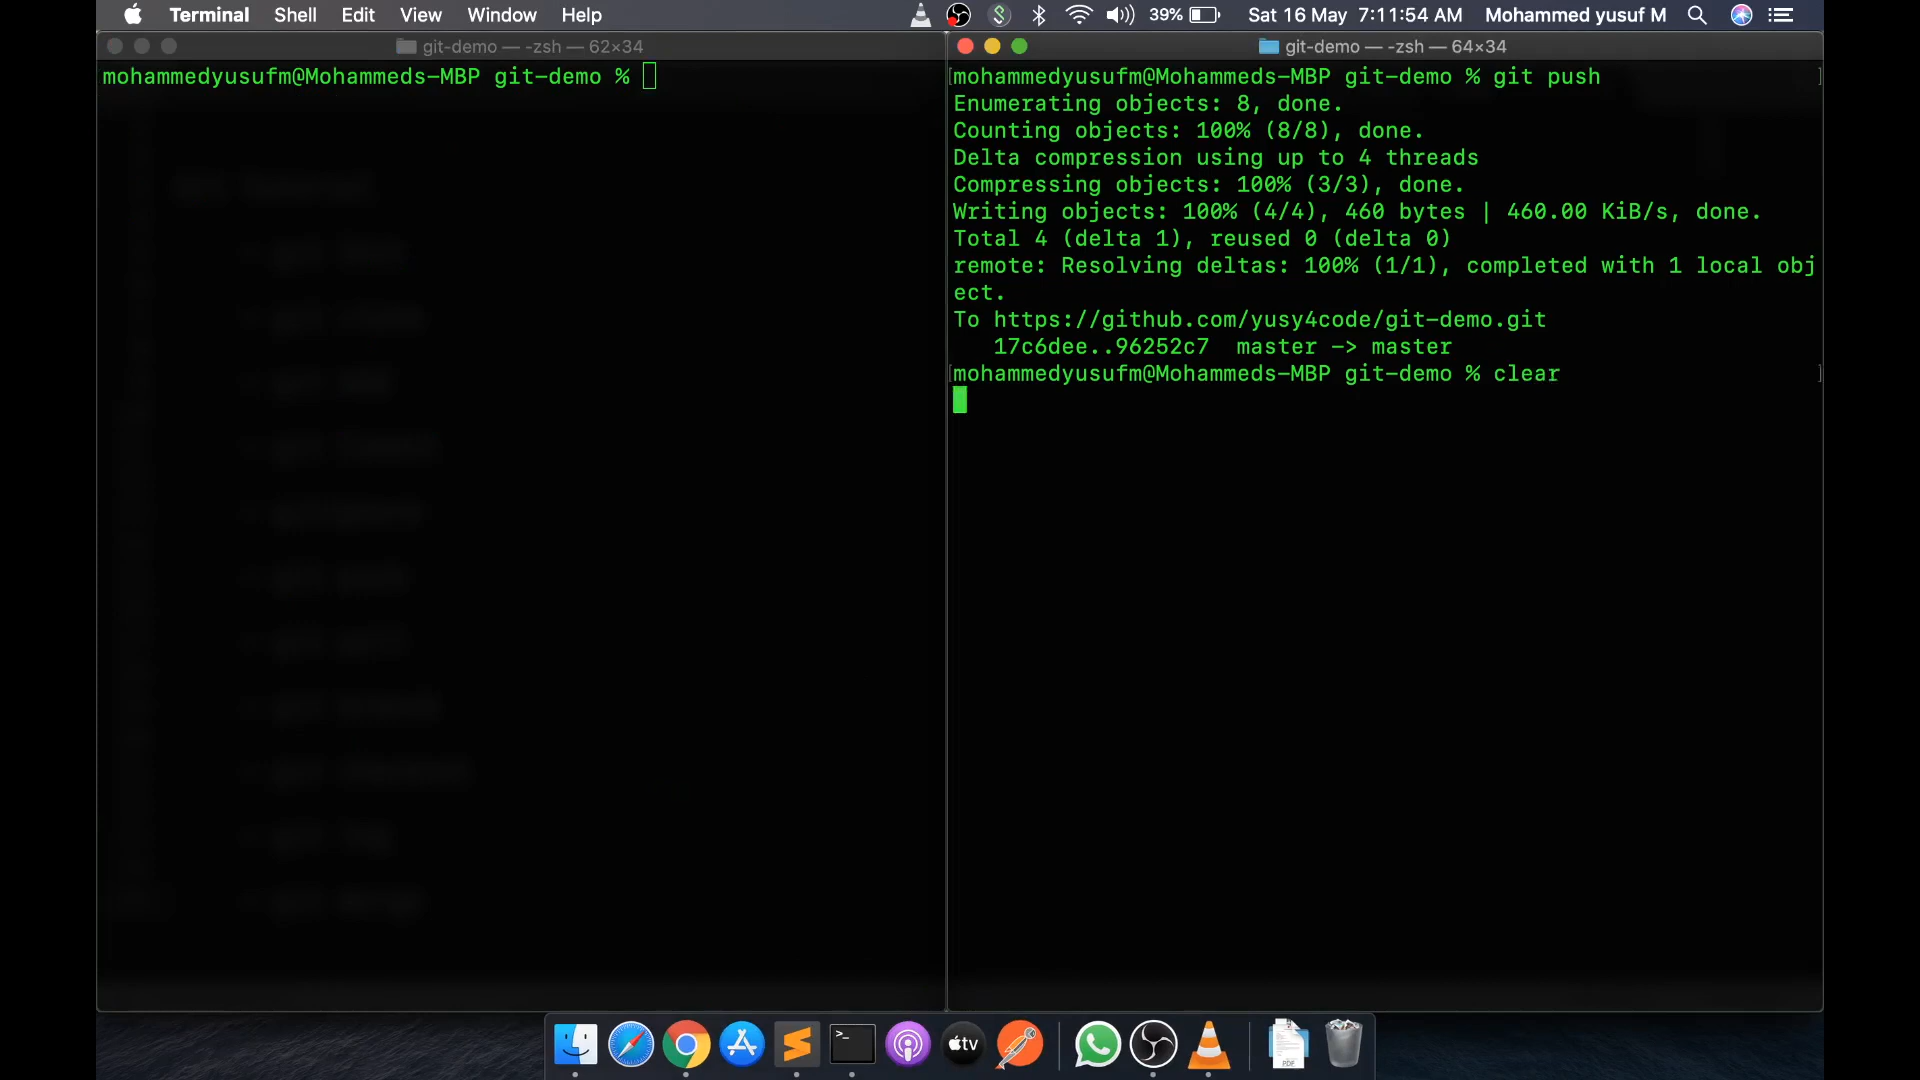 Terminal Shell Edit View Window Help 39% Sat 16 May 7:11:54 AM Mohammed yusuf M
git-demo — -zsh — 62×34
mohammedyusufm@Mohammeds-MBP git-demo %
git-demo — -zsh — 64×34
mohammedyusufm@Mohammeds-MBP git-demo % git push
Enumerating objects: 8, done.
Counting objects: 100% (8/8), done.
Delta compression using up to 4 threads
Compressing objects: 100% (3/3), done.
Writing objects: 100% (4/4), 460 bytes | 460.00 KiB/s, done.
Total 4 (delta 1), reused 0 (delta 0)
remote: Resolving deltas: 100% (1/1), completed with 1 local obj
ect.
To https://github.com/yusy4code/git-demo.git
17c6dee..96252c7 master -> master
mohammedyusufm@Mohammeds-MBP git-demo % clear
tv
PDF